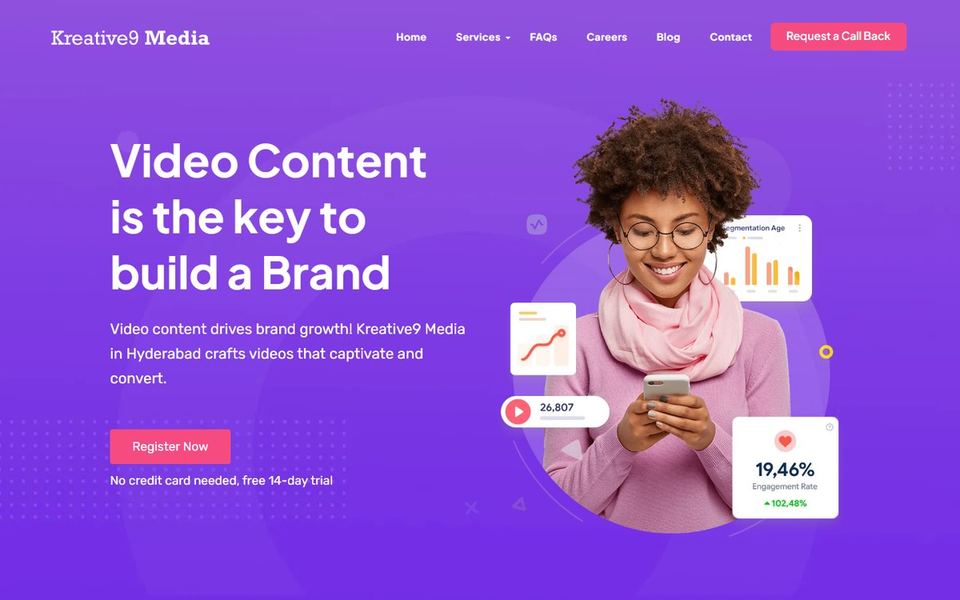 Kreative9 Media
Home
Services
FAQs
Careers
Blog
Contact
Request a Call Back
Video Content
is the key to
build a Brand
Video content drives brand growth! Kreative9 Media
in Hyderabad crafts videos that captivate and
convert.
Register Now
No credit card needed, free 14-day trial
Age
26,807
19,46%
Engagement Rate
102,48%